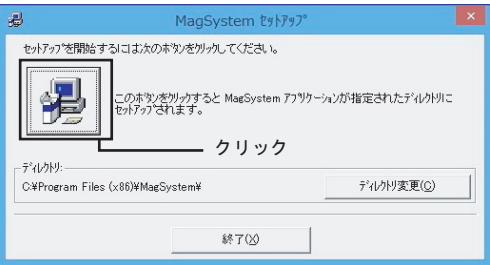 MagSystem ｾｯﾄｱｯﾌﾟ
ｾｯﾄｱｯﾌﾟを開始するには次のﾎﾞﾀﾝをｸﾘｯｸしてください。
このﾎﾞﾀﾝをｸﾘｯｸすると MagSystem ｱﾌﾟﾘｹｰｼｮﾝが指定されたﾃﾞｨﾚｸﾄﾘに
ｾｯﾄｱｯﾌﾟされます。
クリック
ﾃﾞｨﾚｸﾄﾘ:
C:¥Program Files (x86)¥MagSystem¥
ﾃﾞｨﾚｸﾄﾘ変更(C)
終了(X)